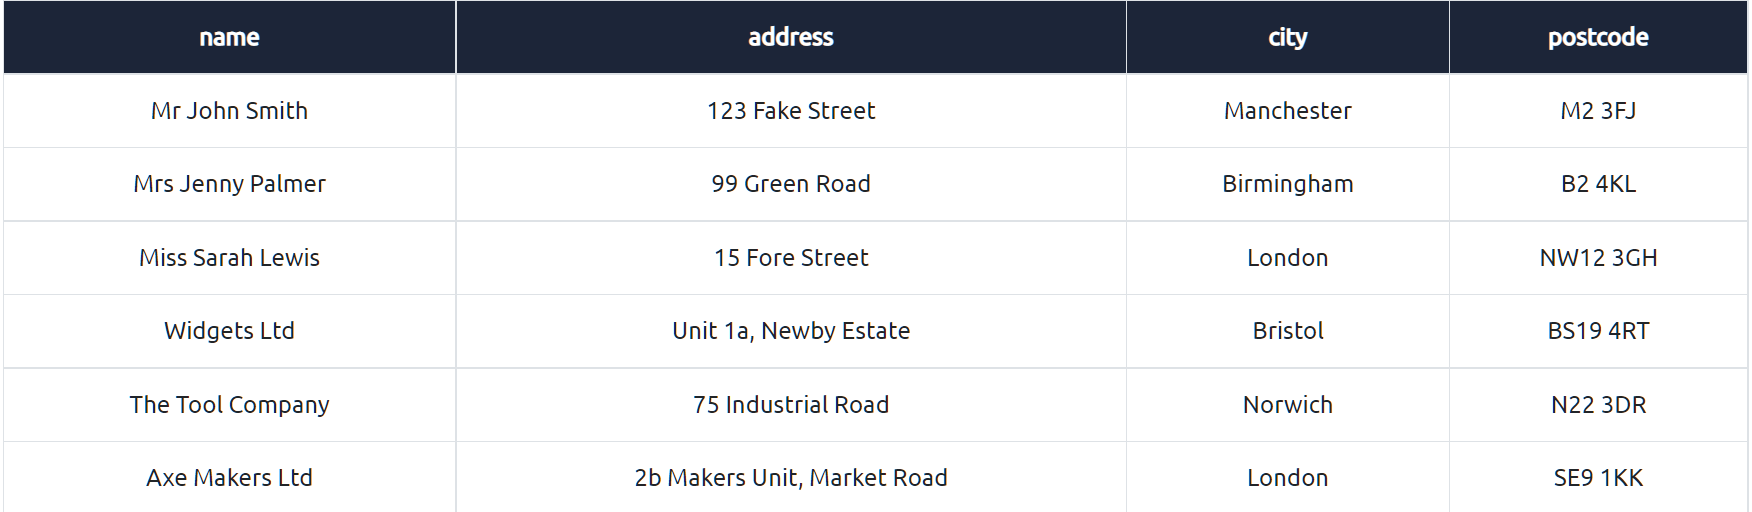 name address city postcode
Mr John Smith 123 Fake Street Manchester M2 3FJ
Mrs Jenny Palmer 99 Green Road Birmingham B2 4KL
Miss Sarah Lewis 15 Fore Street London NW12 3GH
Widgets Ltd Unit 1a, Newby Estate Bristol BS19 4RT
The Tool Company 75 Industrial Road Norwich N22 3DR
Axe Makers Ltd 2b Makers Unit, Market Road London SE9 1KK